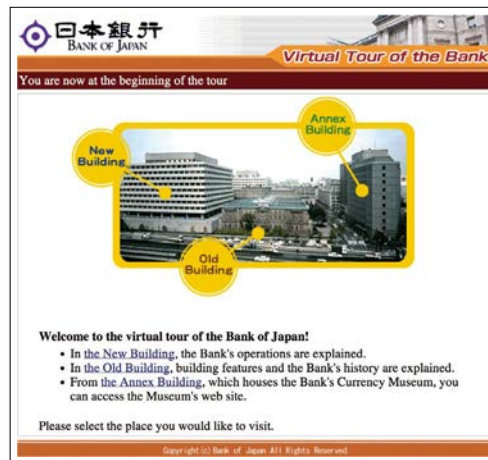 日本銀行
BANK OF JAPAN
Virtual Tour of the Bank
You are now at the beginning of the tour
Annex
Building
New
Building
Old
Building
Welcome to the virtual tour of the Bank of Japan!
• In the New Building, the Bank's operations are explained.
• In the Old Building, building features and the Bank's history are explained.
• From the Annex Building, which houses the Bank's Currency Museum, you
can access the Museum's web site.
Please select the place you would like to visit.
Copyright(c) Bank of Japan All Rights Reserved.